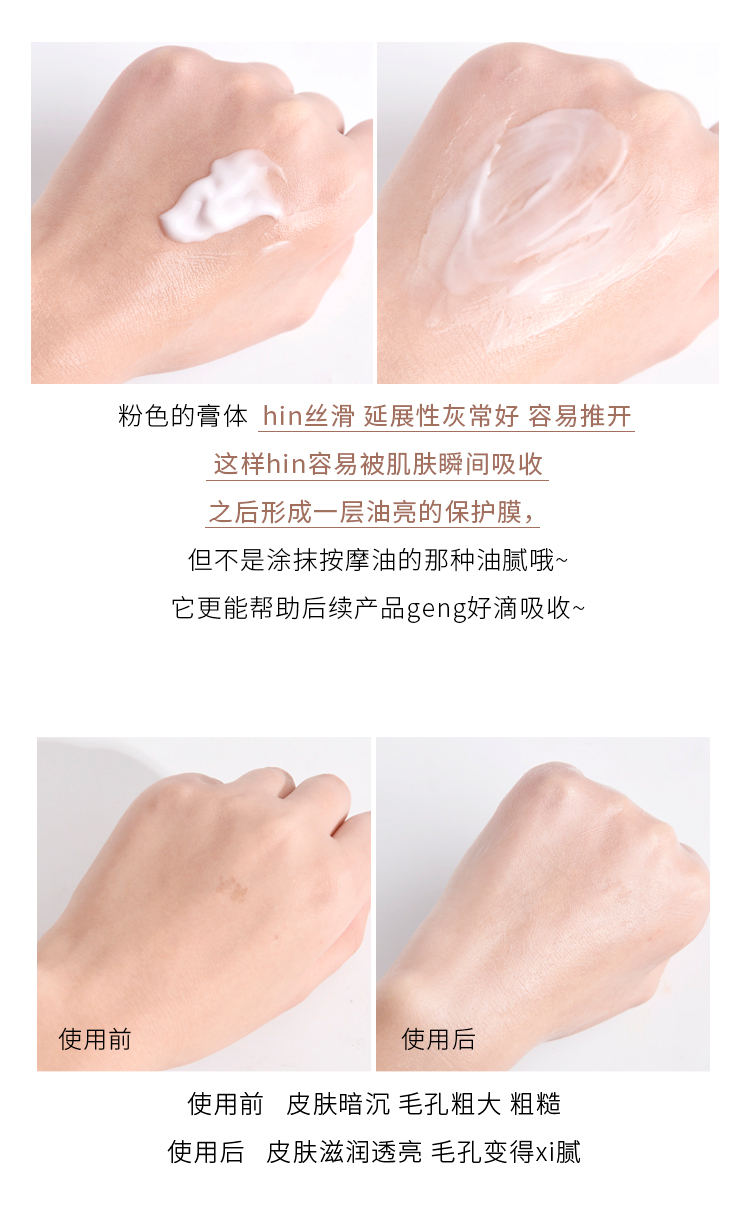 粉色的膏体 hin丝滑 延展性灰常好 容易推开
这样hin容易被肌肤瞬间吸收
之后形成一层油亮的保护膜，
但不是涂抹按摩油的那种油腻哦~
它更能帮助后续产品geng好滴吸收~
使用前
使用后
使用前 皮肤暗沉 毛孔粗大 粗糙
使用后 皮肤滋润透亮 毛孔变得xi腻